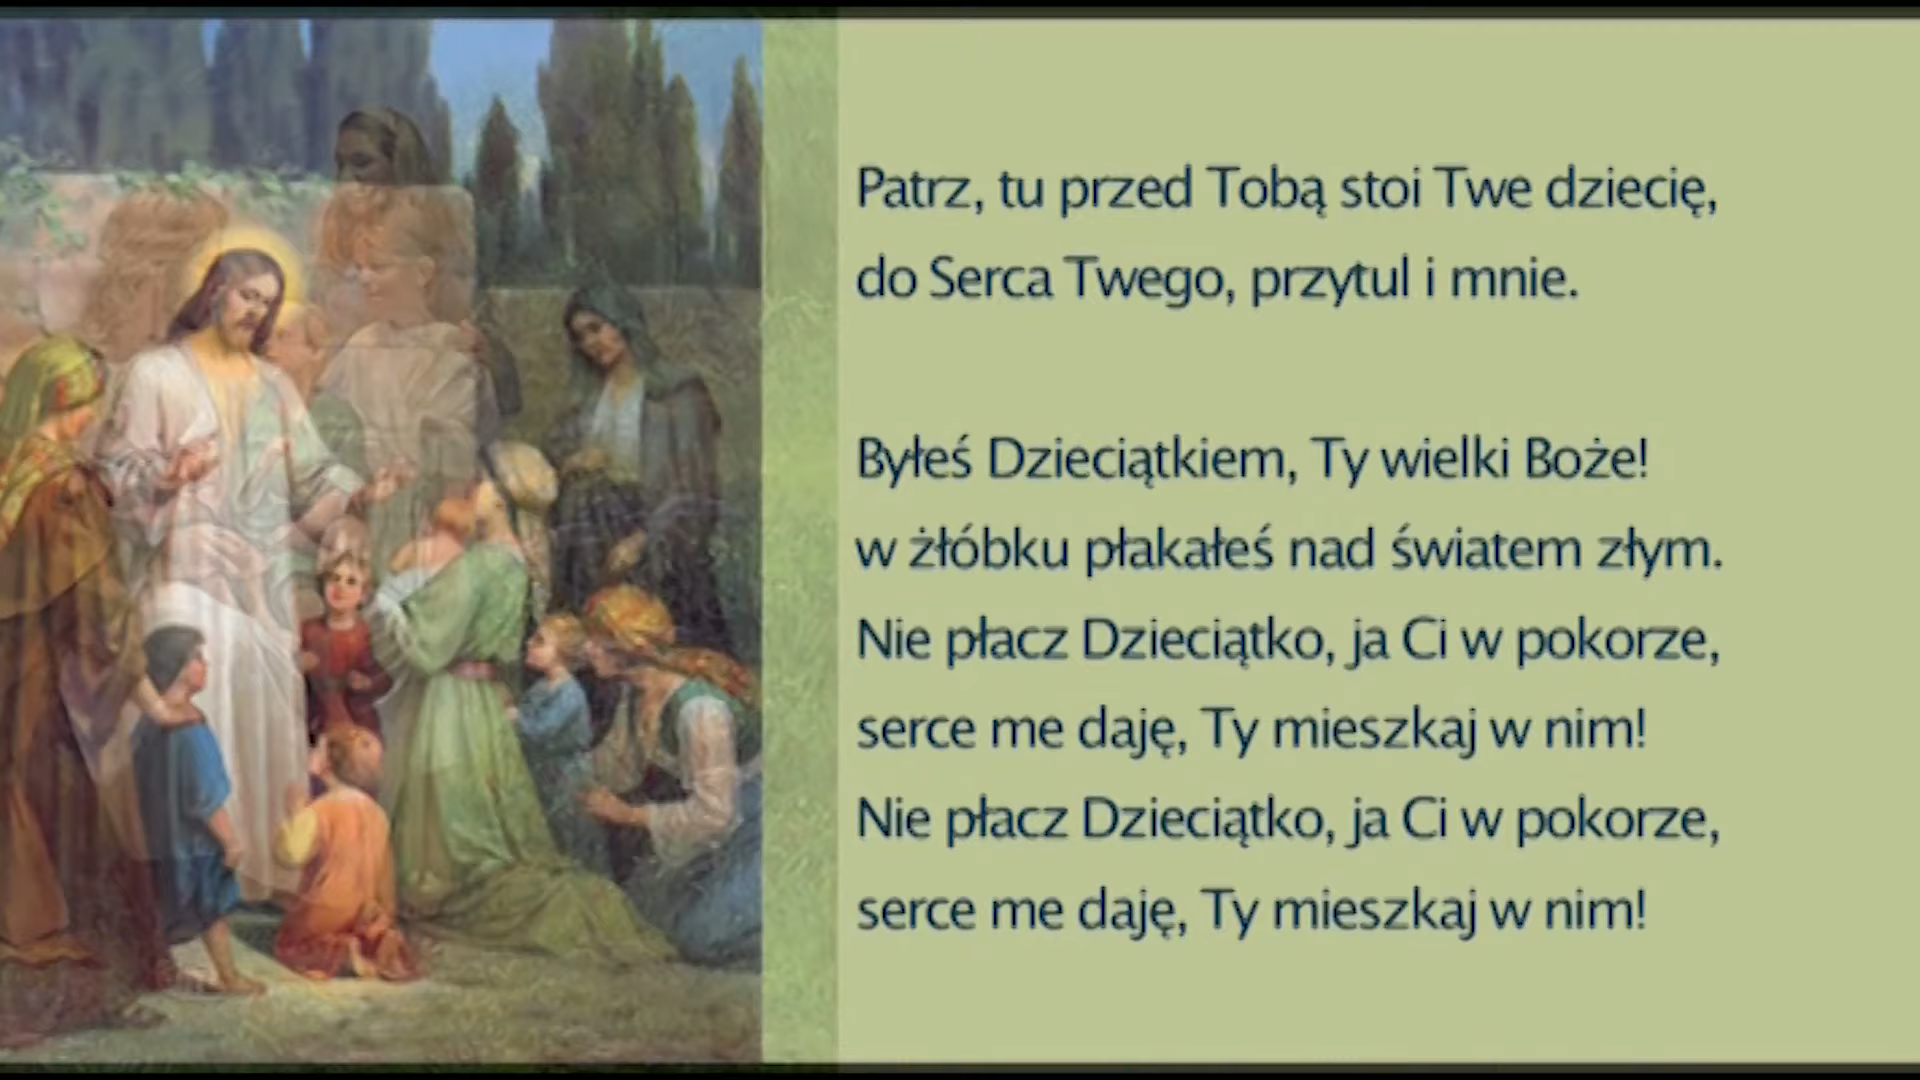 Patrz, tu przed Tobą stoi Twe dziecię,
do Serca Twego, przytul i mnie.
Byłeś Dzieciątkiem, Ty wielki Boże!
w żłóbku płakałeś nad światem złym.
Nie płacz Dzieciątko, ja Ci w pokorze,
serce me daję, Ty mieszkaj w nim!
Nie płacz Dzieciątko, ja Ci w pokorze,
serce me daję, Ty mieszkaj w nim!